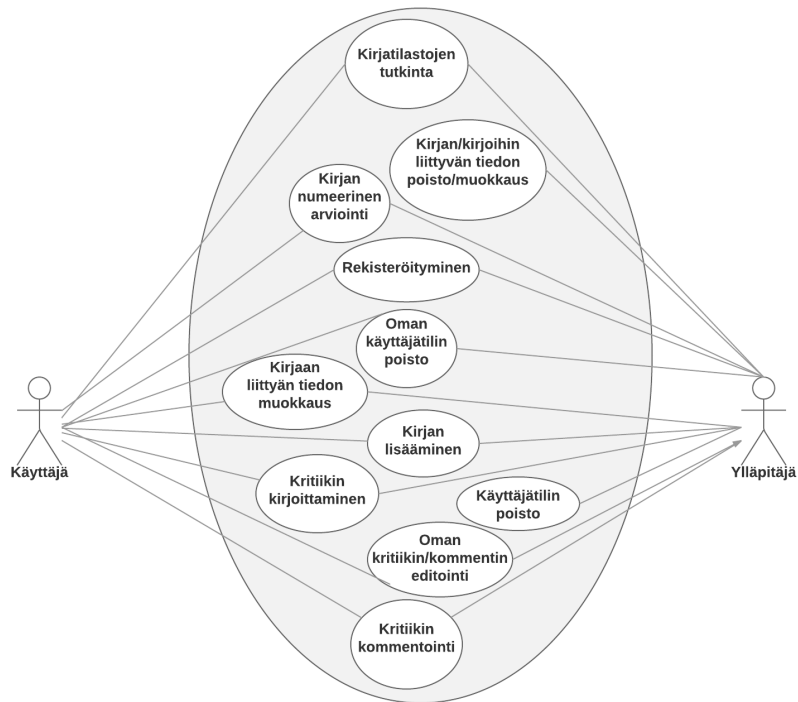 Kirjatilastojen
tutkinta
Kirjan/kirjoihin
liittyvän tiedon
poisto/muokkaus
Kirjan
numeerinen
arviointi
Rekisteröityminen
Oman
käyttäjätilin
poisto
Kirjaan
liittyän tiedon
muokkaus
Kirjan
lisääminen
Käyttäjä
Ylläpitäjä
Kritiikin
kirjoittaminen
Käyttäjätilin
poisto
Oman
kritiikin/kommentin
editointi
Kritiikin
kommentointi